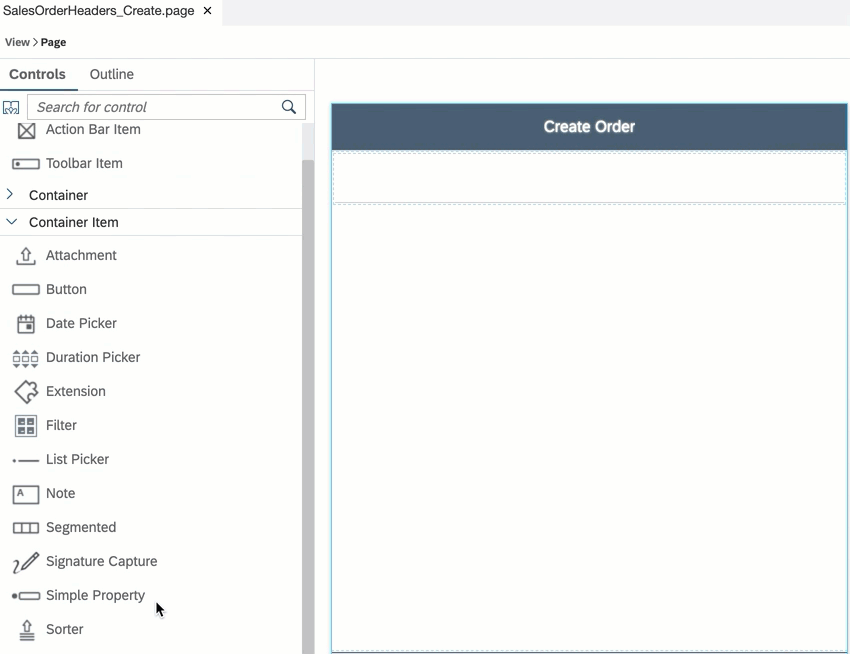 SalesOrderHeaders_Create.page ×
View > Page
Controls Outline
Search for control
Action Bar Item
Toolbar Item
Container
Container Item
Attachment
Button
Date Picker
Duration Picker
Extension
Filter
List Picker
A Note
Segmented
Signature Capture
Simple Property
Sorter
Create Order